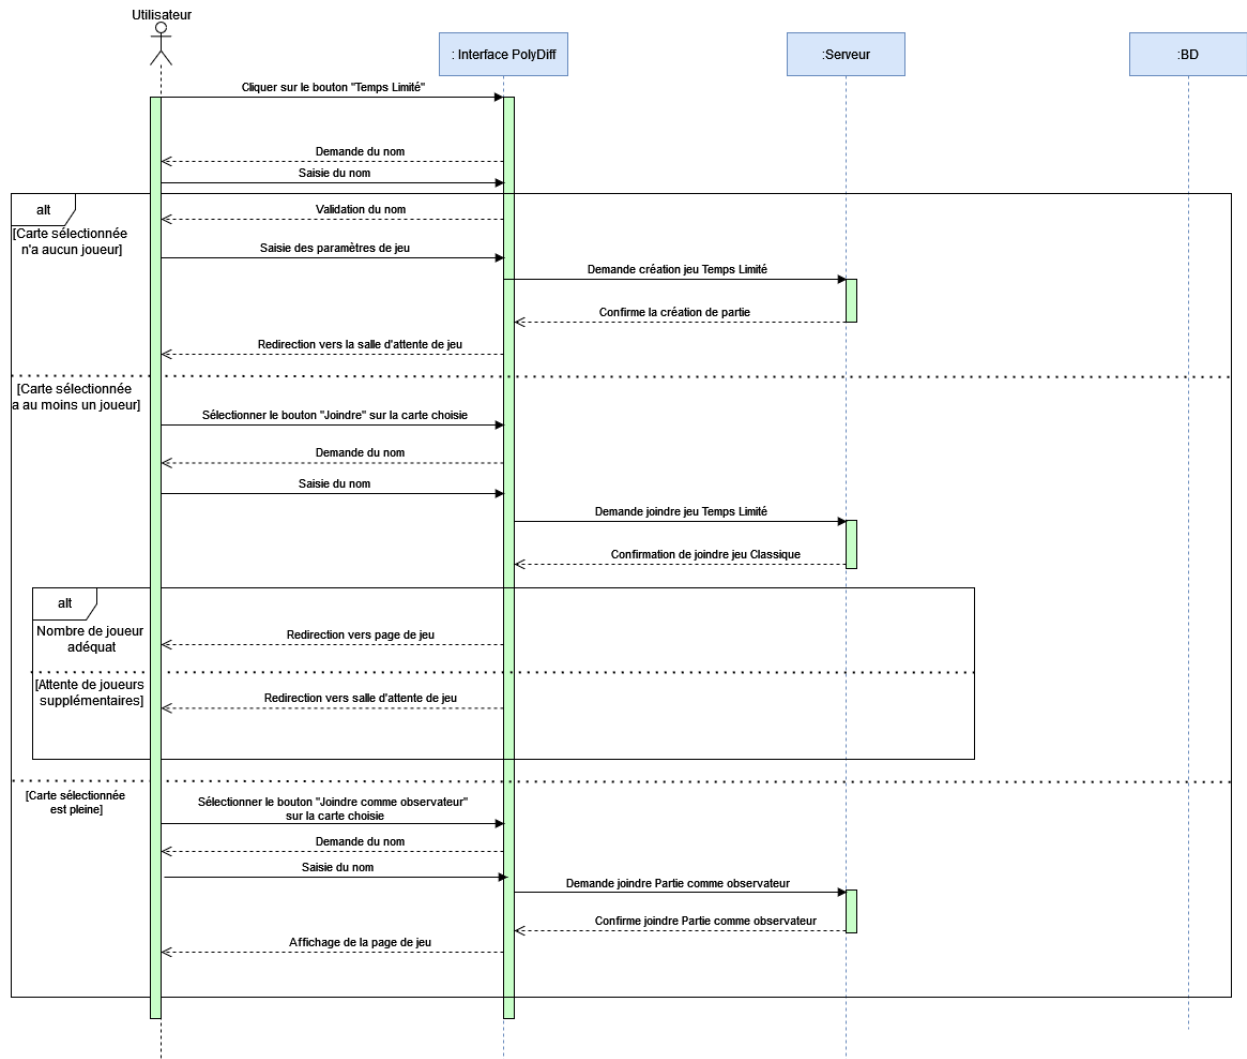 Utilisateur
: Interface PolyDiff
:Serveur
:BD
Cliquer sur le bouton "Temps Limité"
Demande du nom
Saisie du nom
alt
[Carte sélectionnée
n'a aucun joueur]
Validation du nom
Saisie des paramètres de jeu
Demande création jeu Temps Limité
Confirme la création de partie
Redirection vers la salle d'attente de jeu
[Carte sélectionnée
a au moins un joueur]
Sélectionner le bouton "Joindre" sur la carte choisie
Demande du nom
Saisie du nom
Demande joindre jeu Temps Limité
Confirmation de joindre jeu Classique
alt
Nombre de joueur
adéquat
Redirection vers page de jeu
[Attente de joueurs
supplémentaires]
Redirection vers salle d'attente de jeu
[Carte sélectionnée
est pleine]
Sélectionner le bouton "Joindre comme observateur"
sur la carte choisie
Demande du nom
Saisie du nom
Demande joindre Partie comme observateur
Confirme joindre Partie comme observateur
Affichage de la page de jeu